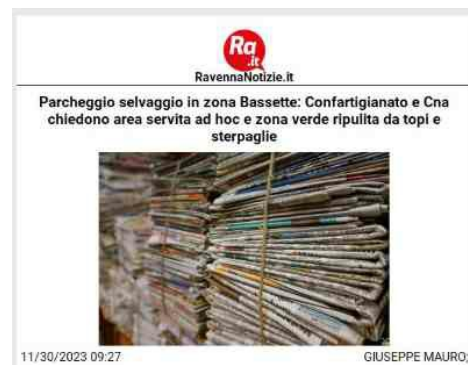 Ra
.it
RavennaNotizie.it
Parcheggio selvaggio in zona Bassette: Confartigianato e Cna
chiedono area servita ad hoc e zona verde ripulita da topi e
sterpaglie
11/30/2023 09:27
GIUSEPPE MAURO;